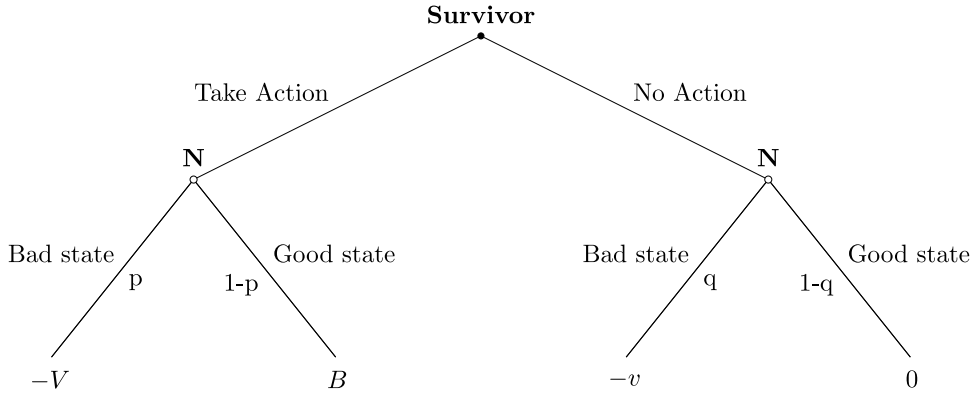 Survivor
Take Action
No Action
N
N
Bad state
Good state
Bad state
Good state
p
1-p
q
1-q
−V
B
−v
0